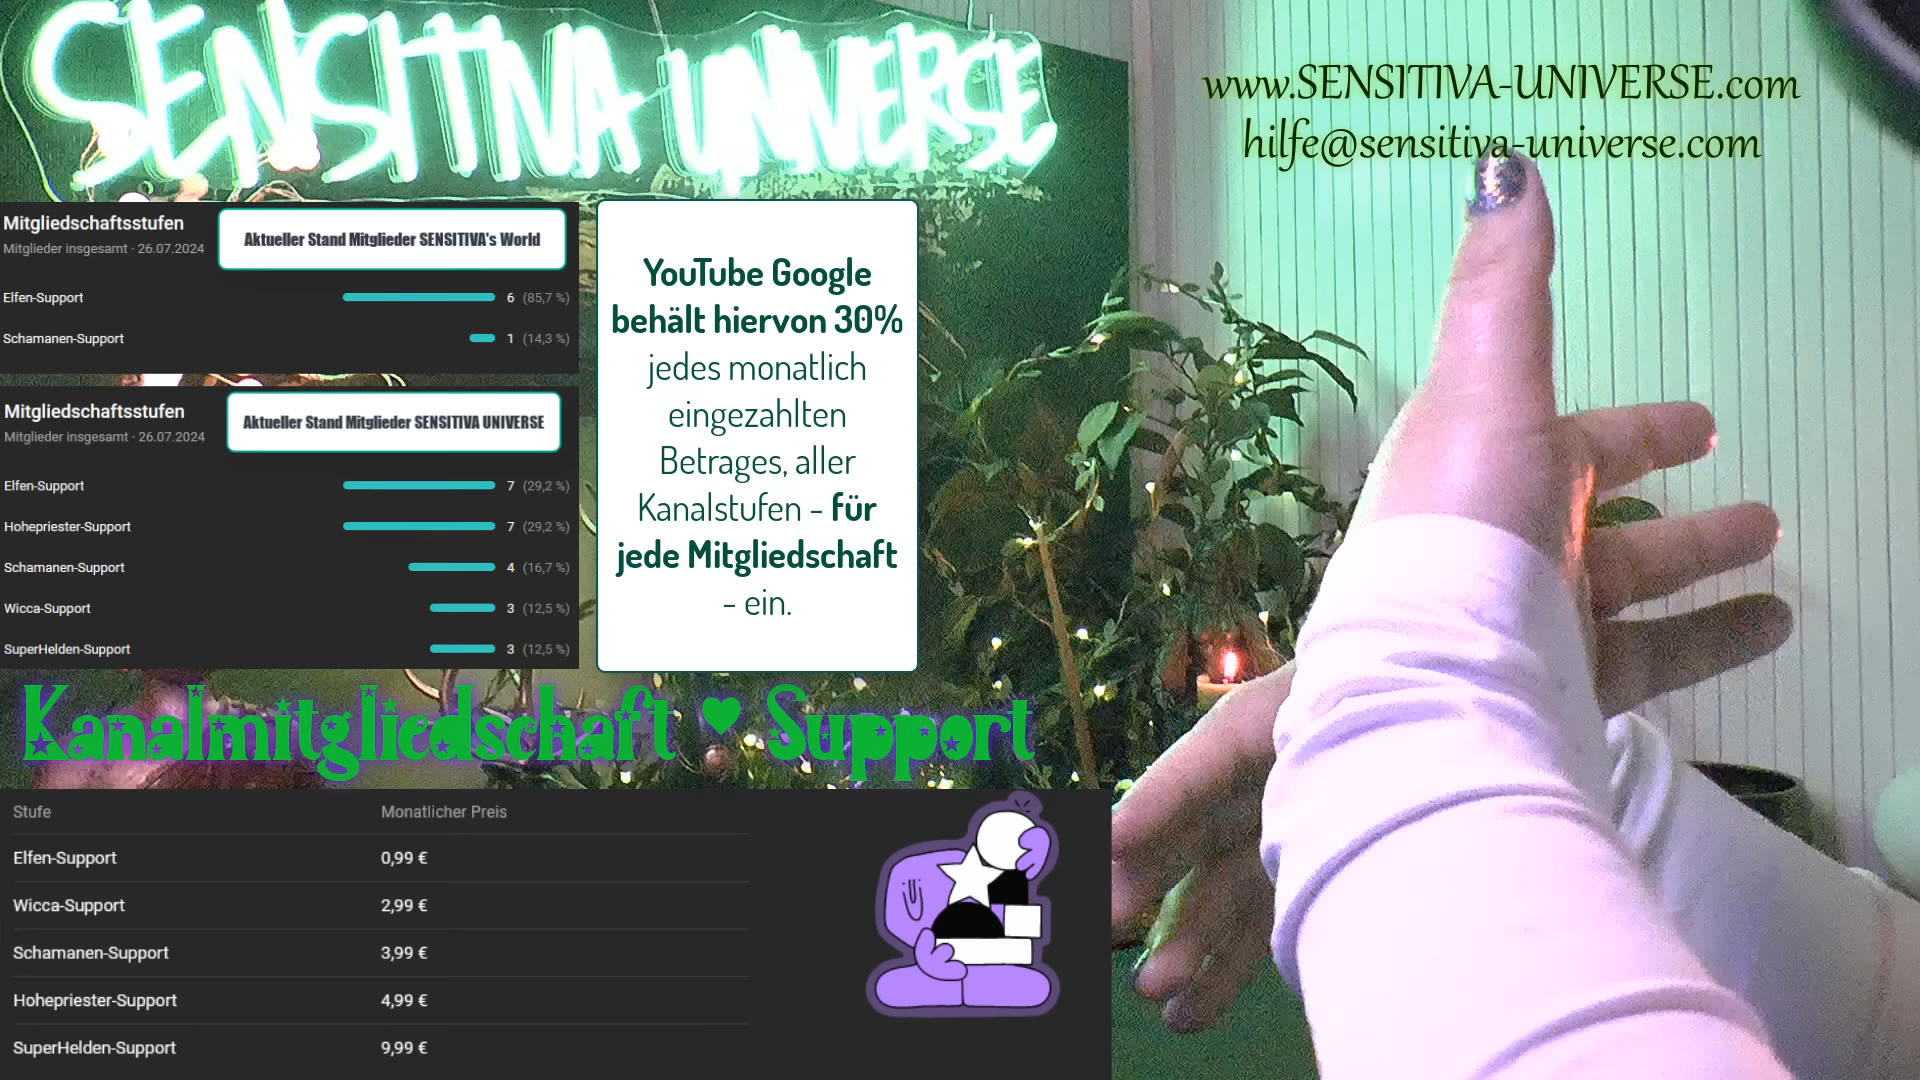 SENSITIVA UNIVERSE
www.SENSITIVA-UNIVERSE.com
hilfe@sensitiva-universe.com
Mitgliedschaftsstufen
Mitglieder insgesamt · 26.07.2024
Aktueller Stand Mitglieder SENSITIVA's World
Elfen-Support 6 (85,7 %)
Schamanen-Support 1 (14,3 %)
Mitgliedschaftsstufen
Mitglieder insgesamt · 26.07.2024
Aktueller Stand Mitglieder SENSITIVA UNIVERSE
Elfen-Support 7 (29,2 %)
Hohepriester-Support 7 (29,2 %)
Schamanen-Support 4 (16,7 %)
Wicca-Support 3 (12,5 %)
SuperHelden-Support 3 (12,5 %)
YouTube Google
behält hiervon 30%
jedes monatlich
eingezahlten
Betrages, aller
Kanalstufen - für
jede Mitgliedschaft
- ein.
Kanalmitgliedschaft ♥ Support
Stufe Monatlicher Preis
Elfen-Support 0,99 €
Wicca-Support 2,99 €
Schamanen-Support 3,99 €
Hohepriester-Support 4,99 €
SuperHelden-Support 9,99 €